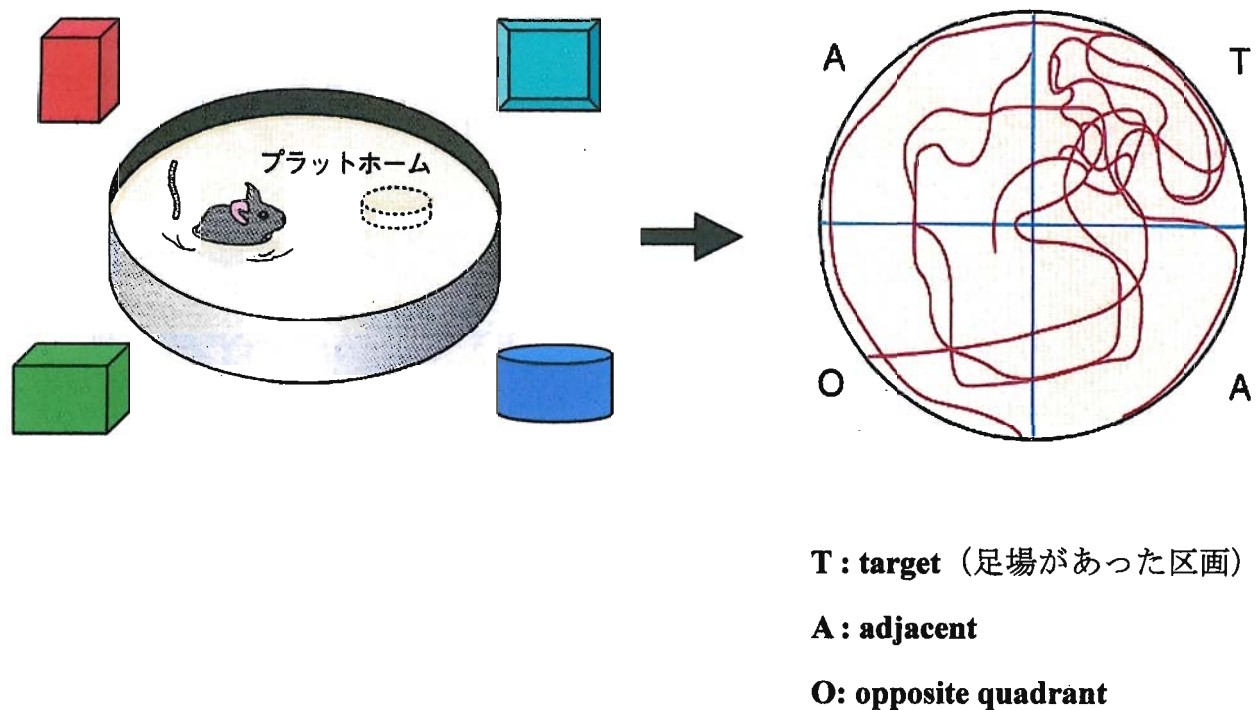 プラットホーム
A
T
O
A
T : target（足場があった区画）
A : adjacent
O: opposite quadrant